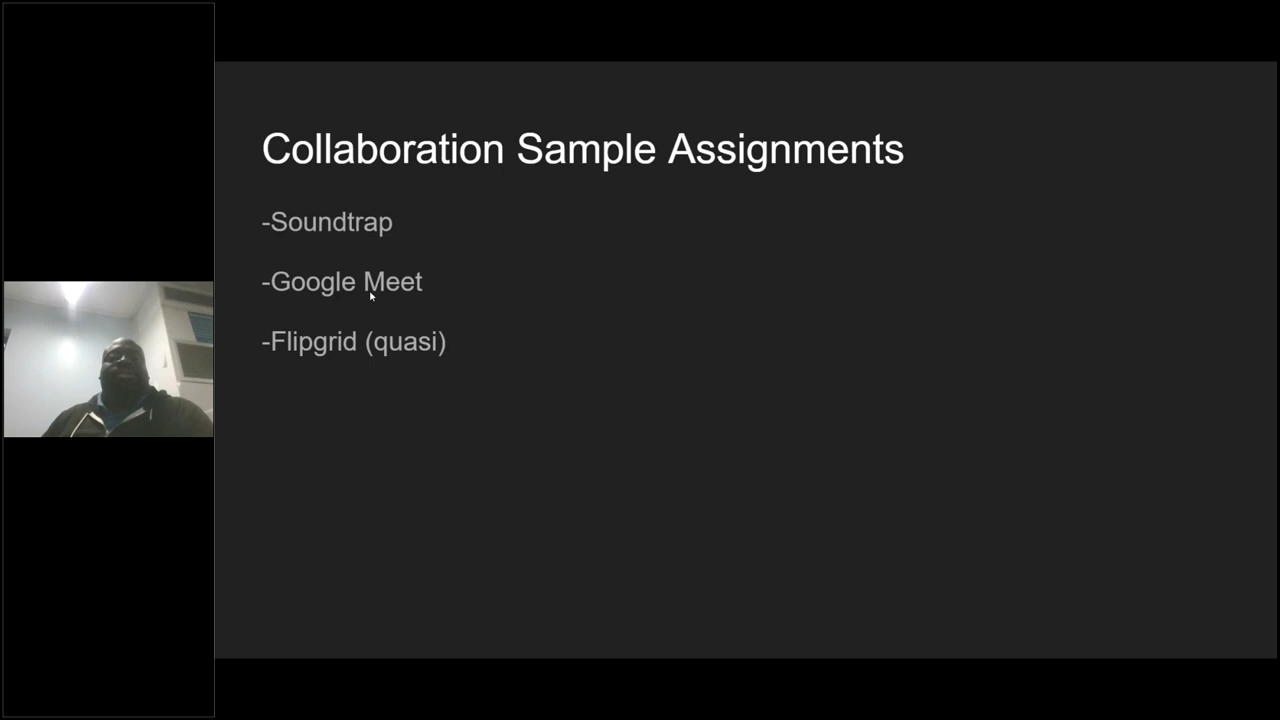 Collaboration Sample Assignments
-Soundtrap
-Google Meet
-Flipgrid (quasi)